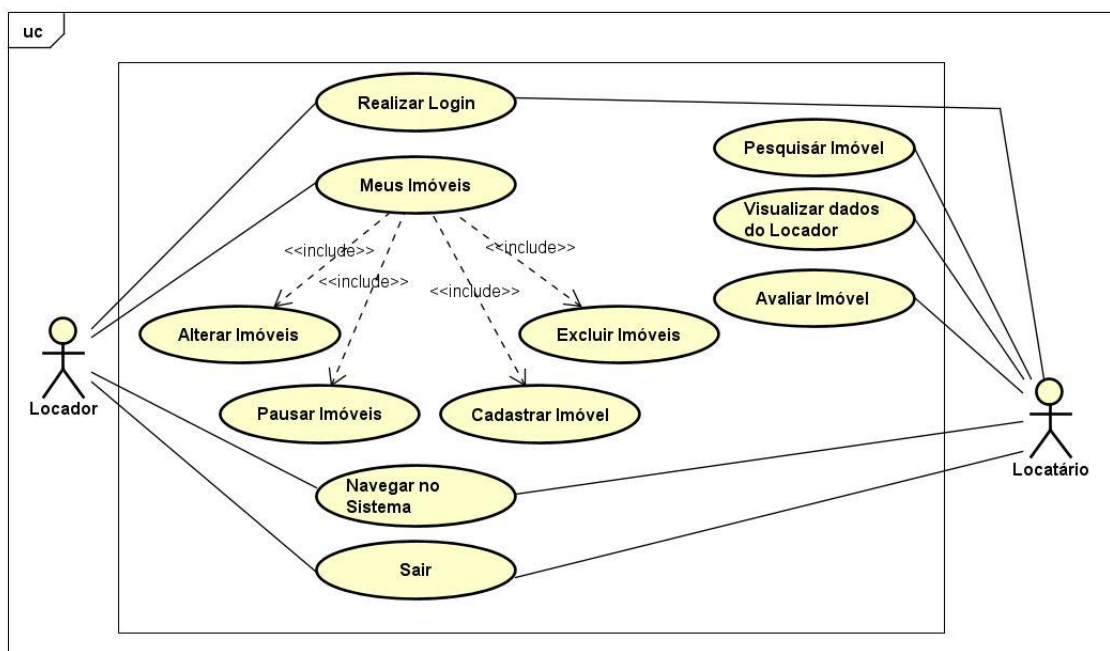 uc
Realizar Login
Pesquisár Imóvel
Meus Imóveis
Visualizar dados
do Locador
<<include>>
<<include>>
<<include>>
<<include>>
Avaliar Imóvel
Alterar Imóveis
Excluir Imóveis
Pausar Imóveis
Cadastrar Imóvel
Locador
Locatário
Navegar no
Sistema
Sair